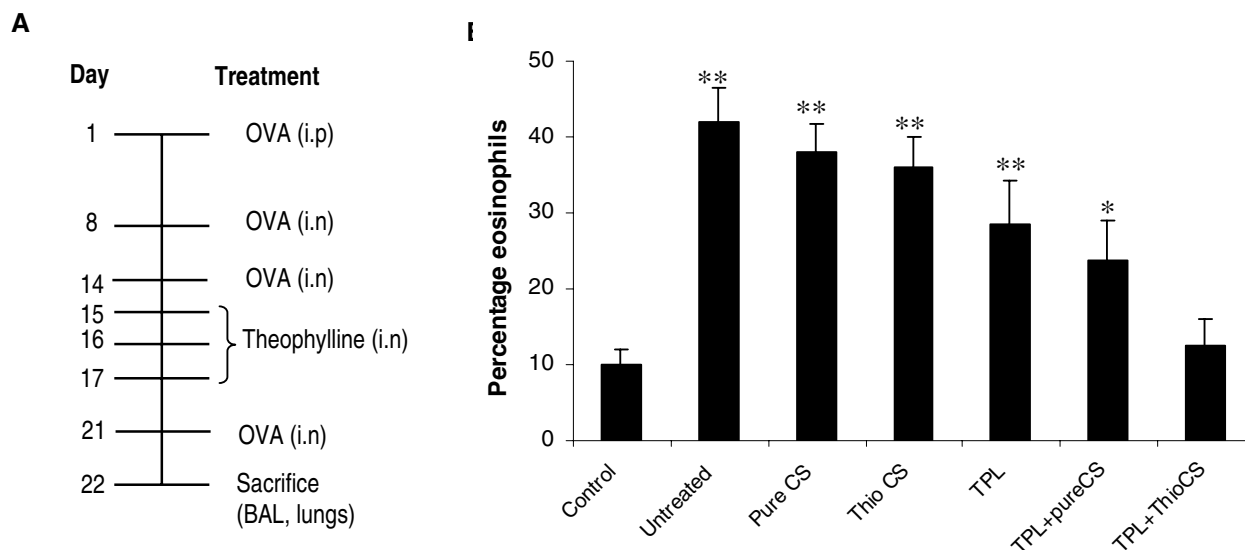 A
Day Treatment
1 OVA (i.p)
8 OVA (i.n)
14 OVA (i.n)
15
16 Theophylline (i.n)
17
21 OVA (i.n)
22 Sacrifice
(BAL, lungs)
Percentage eosinophils
50
40
30
20
10
0
** ** ** ** *
Control Untreated Pure CS Thio CS TPL TPL+pureCS TPL+ThioCS